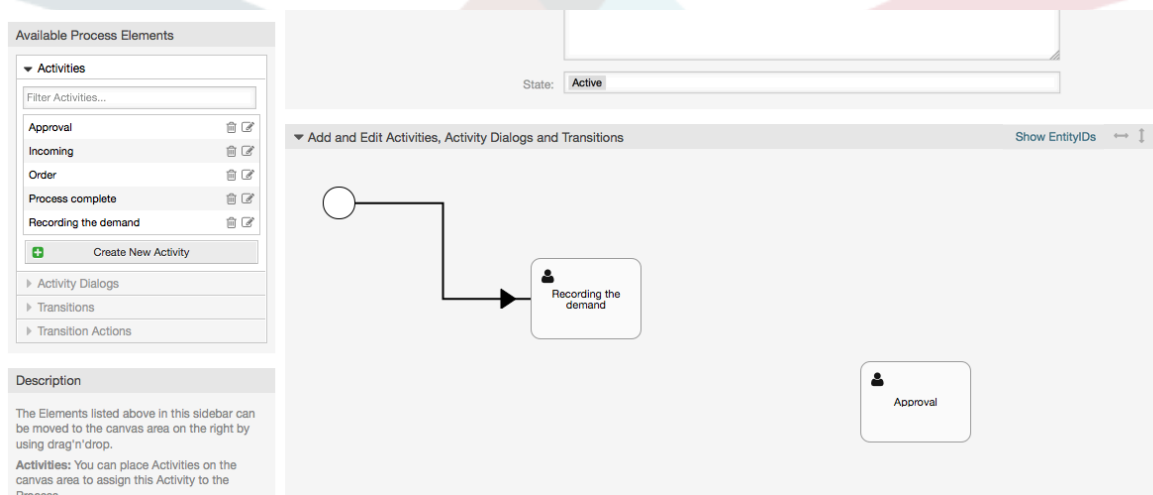 Available Process Elements
Activities
Filter Activities...
Approval
Incoming
Order
Process complete
Recording the demand
Create New Activity
Activity Dialogs
Transitions
Transition Actions
Description
The Elements listed above in this sidebar can
be moved to the canvas area on the right by
using drag'n'drop.
Activities: You can place Activities on the
canvas area to assign this Activity to the
Process.
State: Active
Add and Edit Activities, Activity Dialogs and Transitions
Show EntityIDs
Recording the
demand
Approval